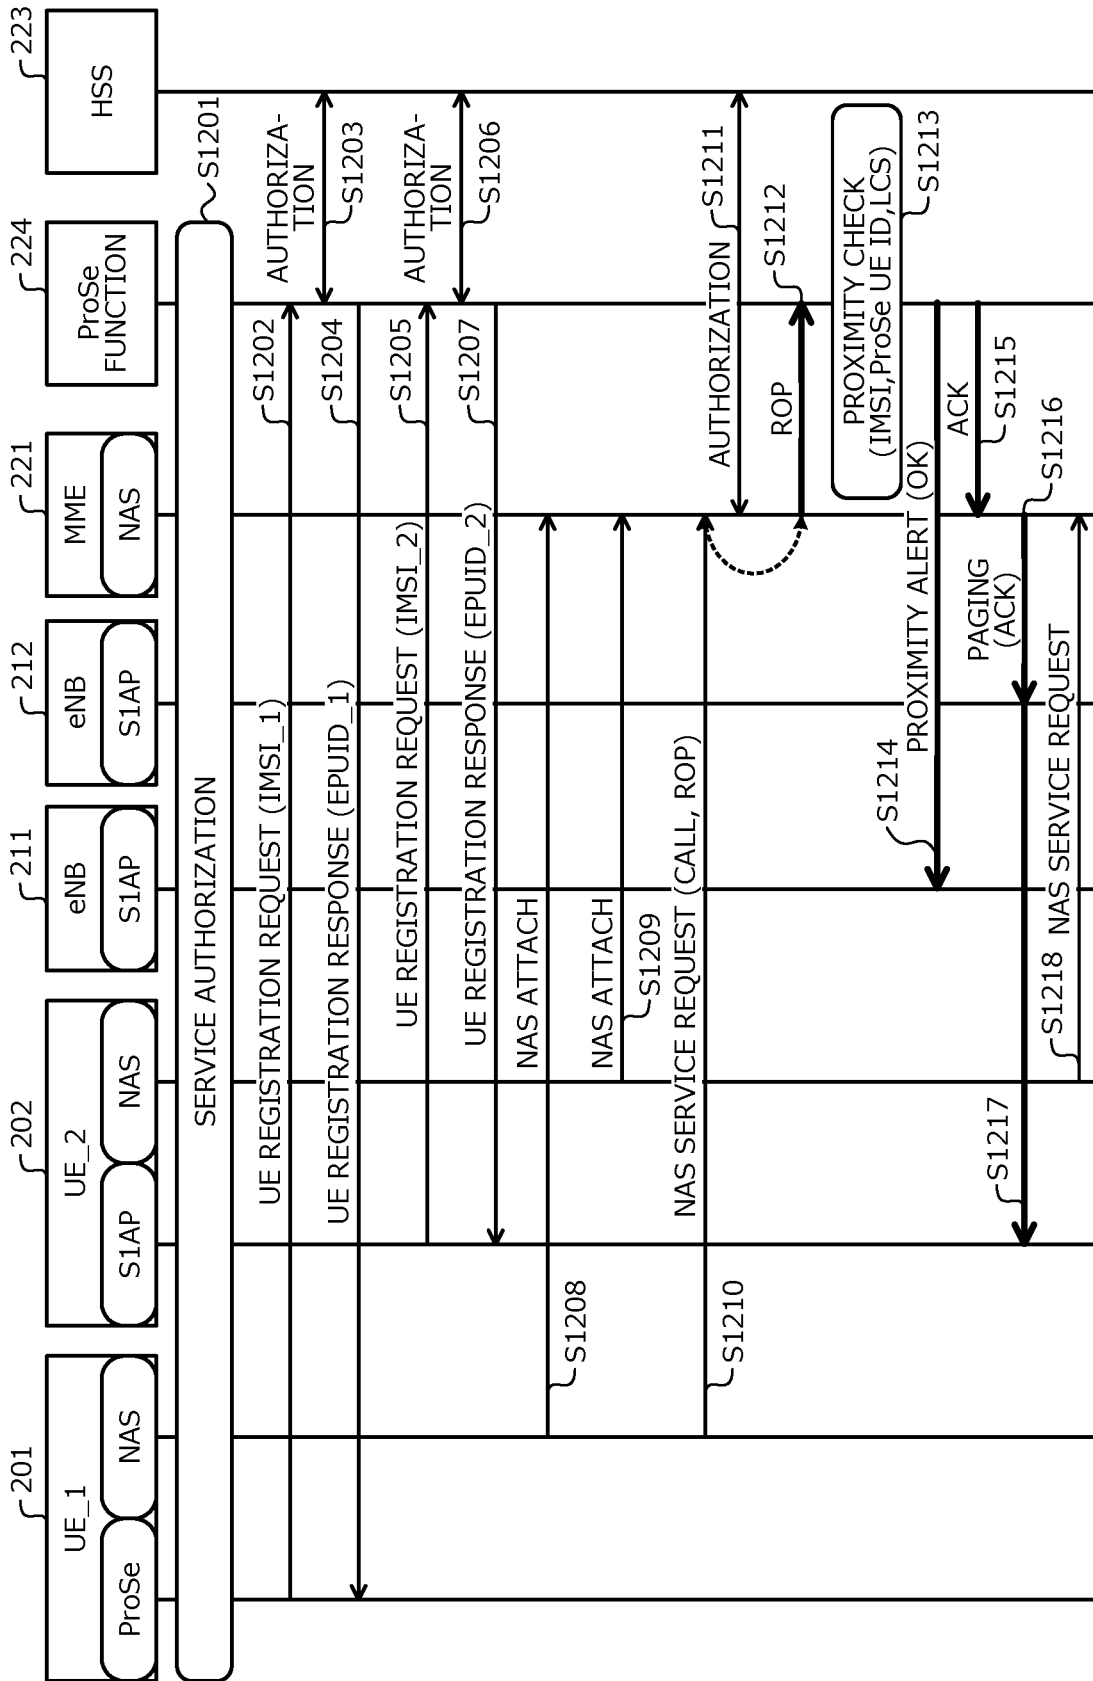 201
UE_1
ProSe
NAS
202
UE_2
S1AP
NAS
211
eNB
S1AP
212
eNB
S1AP
221
MME
NAS
224
ProSe
FUNCTION
223
HSS
SERVICE AUTHORIZATION
S1201
UE REGISTRATION REQUEST (IMSI_1)
S1202
AUTHORIZA-
TION
S1203
UE REGISTRATION RESPONSE (EPUID_1)
S1204
UE REGISTRATION REQUEST (IMSI_2)
S1205
AUTHORIZA-
TION
S1206
UE REGISTRATION RESPONSE (EPUID_2)
S1207
NAS ATTACH
S1208
NAS ATTACH
S1209
NAS SERVICE REQUEST (CALL, ROP)
S1210
AUTHORIZATION
S1211
ROP
S1212
PROXIMITY CHECK
(IMSI,ProSe UE ID,LCS)
S1213
S1214
PROXIMITY ALERT (OK)
ACK
S1215
PAGING
(ACK)
S1216
S1217
S1218
NAS SERVICE REQUEST